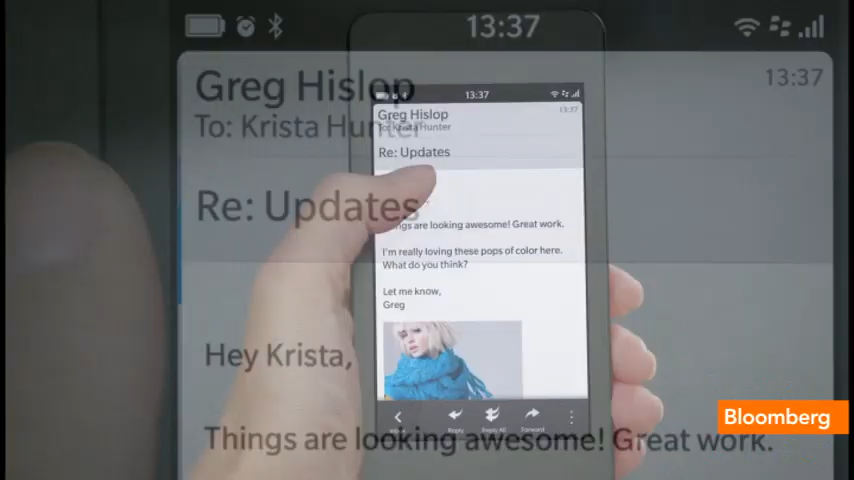 13:37
Greg Hislop
13:37
To: Krista Hunter
Re: Updates
Hey Krista,
Things are looking awesome! Great work.
13:37
Greg Hislop
13:37
To: Krista Hunter
Re: Updates
Things are looking awesome! Great work.
I'm really loving these pops of color here.
What do you think?
Let me know,
Greg
Reply
Reply All
Forward
Bloomberg